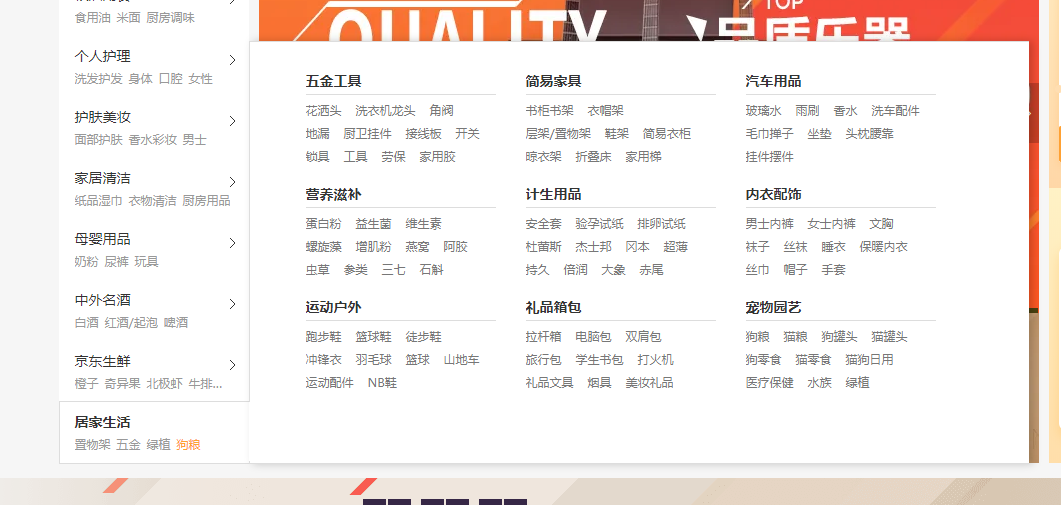 食用油 米面 厨房调味
个人护理
洗发护发 身体 口腔 女性
护肤美妆
面部护肤 香水彩妆 男士
家居清洁
纸品湿巾 衣物清洁 厨房用品
母婴用品
奶粉 尿裤 玩具
中外名酒
白酒 红酒/起泡 啤酒
京东生鲜
橙子 奇异果 北极虾 牛排...
居家生活
置物架 五金 绿植 狗粮
QUALITY
TOP
品质乐器
五金工具
花洒头 洗衣机龙头 角阀
地漏 厨卫挂件 接线板 开关
锁具 工具 劳保 家用胶
简易家具
书柜书架 衣帽架
层架/置物架 鞋架 简易衣柜
晾衣架 折叠床 家用梯
汽车用品
玻璃水 雨刷 香水 洗车配件
毛巾掸子 坐垫 头枕腰靠
挂件摆件
营养滋补
蛋白粉 益生菌 维生素
螺旋藻 增肌粉 燕窝 阿胶
虫草 参类 三七 石斛
计生用品
安全套 验孕试纸 排卵试纸
杜蕾斯 杰士邦 冈本 超薄
持久 倍润 大象 赤尾
内衣配饰
男士内裤 女士内裤 文胸
袜子 丝袜 睡衣 保暖内衣
丝巾 帽子 手套
运动户外
跑步鞋 篮球鞋 徒步鞋
冲锋衣 羽毛球 篮球 山地车
运动配件 NB鞋
礼品箱包
拉杆箱 电脑包 双肩包
旅行包 学生书包 打火机
礼品文具 烟具 美妆礼品
宠物园艺
狗粮 猫粮 狗罐头 猫罐头
狗零食 猫零食 猫狗日用
医疗保健 水族 绿植